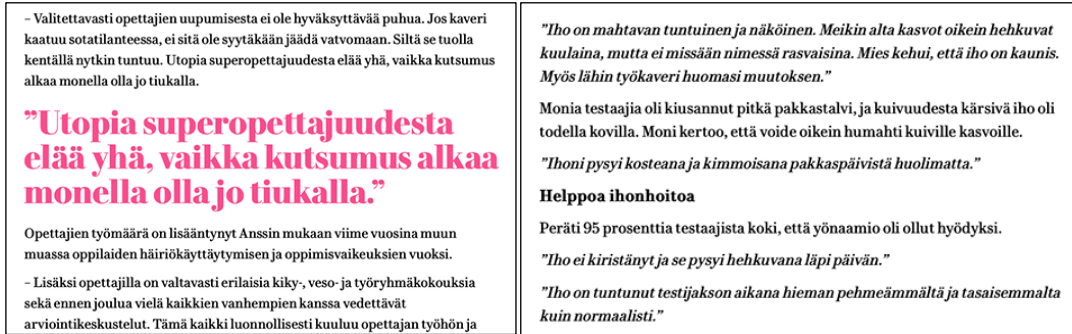 – Valitettavasti opettajien uupumisesta ei ole hyväksyttävää puhua. Jos kaveri
kaatuu sotatilanteessa, ei sitä ole syytäkään jäädä vatvomaan. Siltä se tuolla
kentällä nytkin tuntuu. Utopia superopettajuudesta elää yhä, vaikka kutsumus
alkaa monella olla jo tiukalla.
”Utopia superopettajuudesta
elää yhä, vaikka kutsumus alkaa
monella olla jo tiukalla.”
Opettajien työmäärä on lisääntynyt Anssin mukaan viime vuosina muun
muassa oppilaiden häiriökäyttäytymisen ja oppimisvaikeuksien vuoksi.
– Lisäksi opettajilla on valtavasti erilaisia kiky-, veso- ja työryhmäkokouksia
sekä ennen joulua vielä kaikkien vanhempien kanssa vedettävät
arviointikeskustelut. Tämä kaikki luonnollisesti kuuluu opettajan työhön ja
”Iho on mahtavan tuntuinen ja näköinen. Meikin alta kasvot oikein hehkuvat
kuulaina, mutta ei missään nimessä rasvaisina. Mies kehui, että iho on kaunis.
Myös lähin työkaveri huomasi muutoksen.”
Monia testaajia oli kiusannut pitkä pakkastalvi, ja kuivuudesta kärsivä iho oli
todella kovilla. Moni kertoo, että voide oikein humahti kuiville kasvoille.
”Ihoni pysyi kosteana ja kimmoisana pakkaspäivistä huolimatta.”
Helppoa ihonhoitoa
Peräti 95 prosenttia testaajista koki, että yönaamio oli ollut hyödyksi.
”Iho ei kiristänyt ja se pysyi hehkuvana läpi päivän.”
”Iho on tuntunut testijakson aikana hieman pehmeämmältä ja tasaisemmalta
kuin normaalisti.”